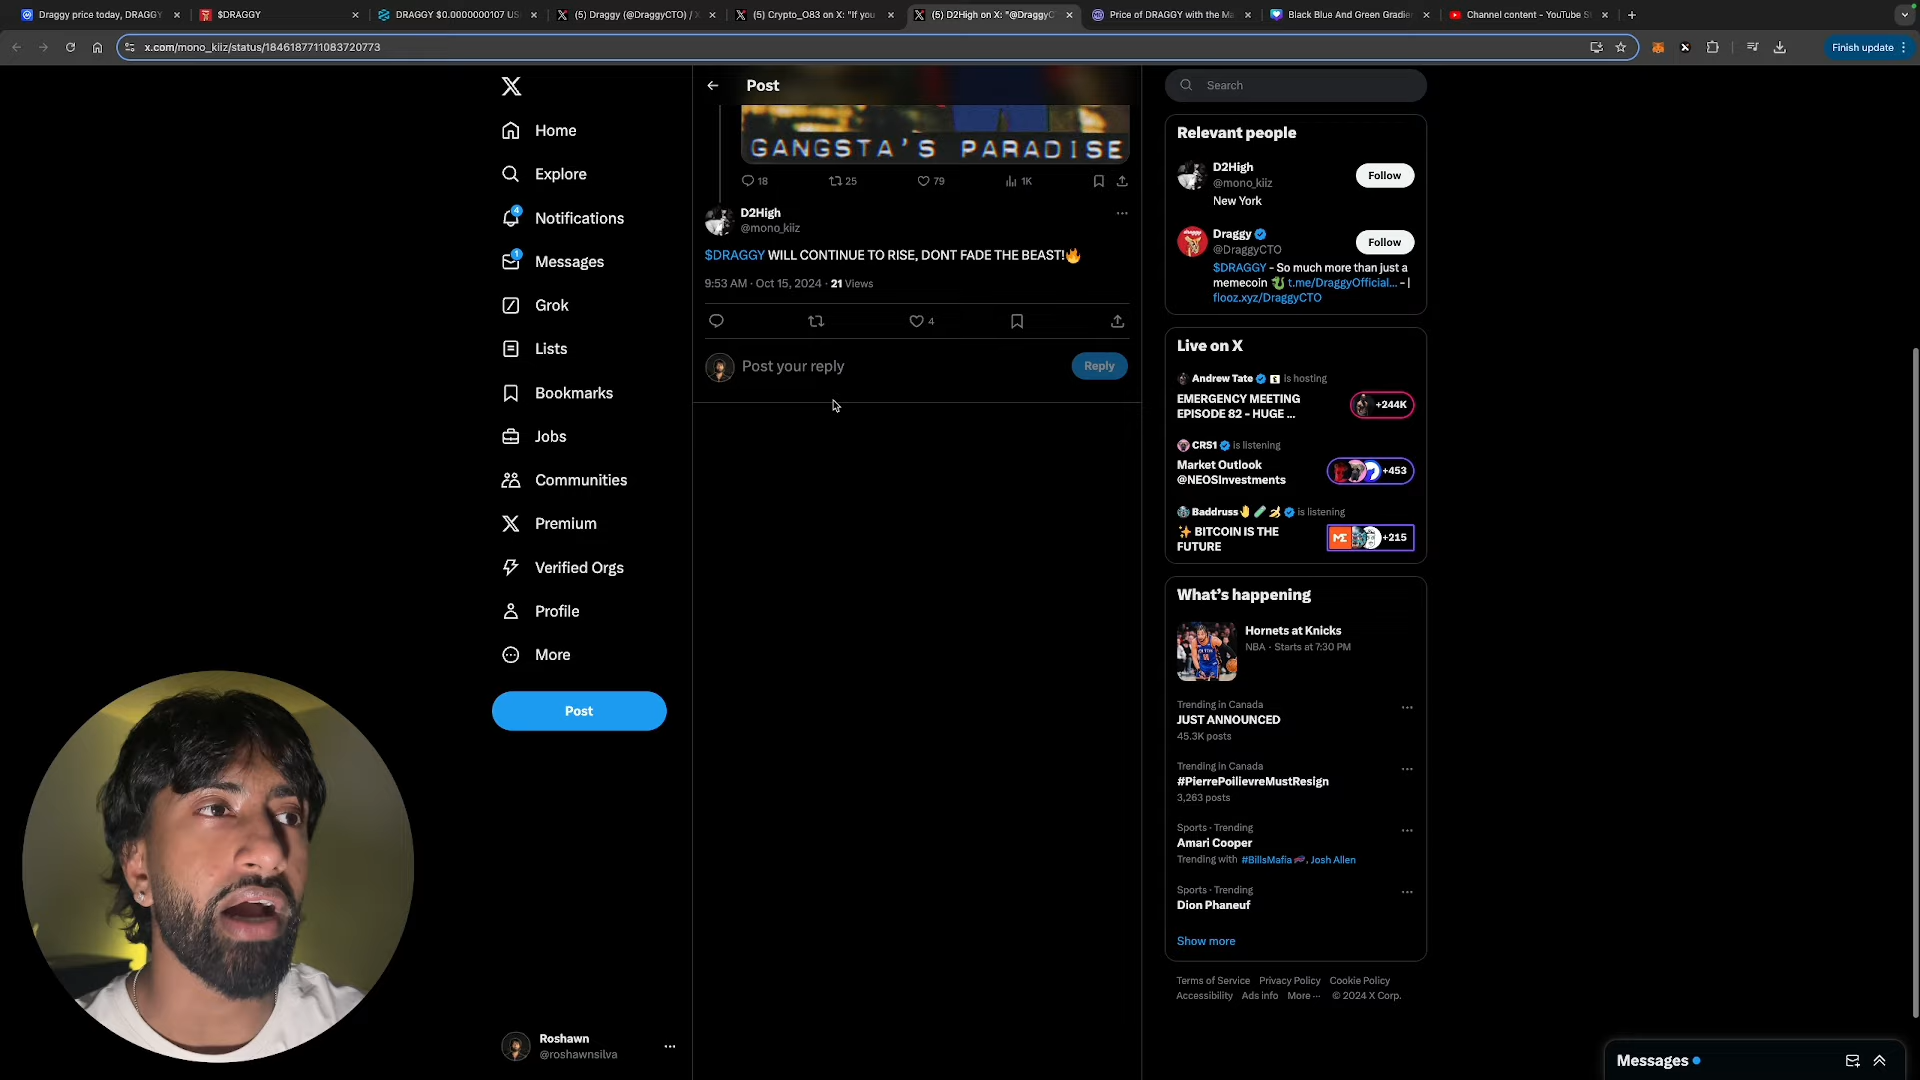 Draggy price today, DRAGGY
$DRAGGY
DRAGGY $0.0000000107 US
(5) Draggy (@DraggyCTO) / X
(5) Crypto_O83 on X: "If you
(5) D2High on X: "@DraggyC
Price of DRAGGY with the Ma
Black Blue And Green Gradie
Channel content - YouTube S
x.com/mono_kiiz/status/1846187711083720773
Finish update
Home
Explore
4
Notifications
1
Messages
Grok
Lists
Bookmarks
Jobs
Communities
Premium
Verified Orgs
Profile
More
Post
Roshawn
@roshawnsilva
Post
GANGSTA'S PARADISE
18
25
79
1K
D2High
@mono_kiiz
$DRAGGY WILL CONTINUE TO RISE, DONT FADE THE BEAST!🔥
9:53 AM · Oct 15, 2024 · 21 Views
4
Post your reply
Reply
Search
Relevant people
D2High
@mono_kiiz
New York
Follow
Draggy
@DraggyCTO
Follow
$DRAGGY - So much more than just a
memecoin 🐉 t.me/DraggyOfficial... - |
flooz.xyz/DraggyCTO
Live on X
Andrew Tate is hosting
EMERGENCY MEETING
EPISODE 82 - HUGE ...
+244K
CRS1 is listening
Market Outlook
@NEOSInvestments
+453
Baddruss is listening
✨ BITCOIN IS THE
FUTURE
+215
What's happening
Hornets at Knicks
NBA · Starts at 7:30 PM
Trending in Canada
JUST ANNOUNCED
45.3K posts
Trending in Canada
#PierrePoilievreMustResign
3,263 posts
Sports · Trending
Amari Cooper
Trending with #BillsMafia, Josh Allen
Sports · Trending
Dion Phaneuf
Show more
Terms of Service Privacy Policy Cookie Policy
Accessibility Ads info More ··· © 2024 X Corp.
Messages